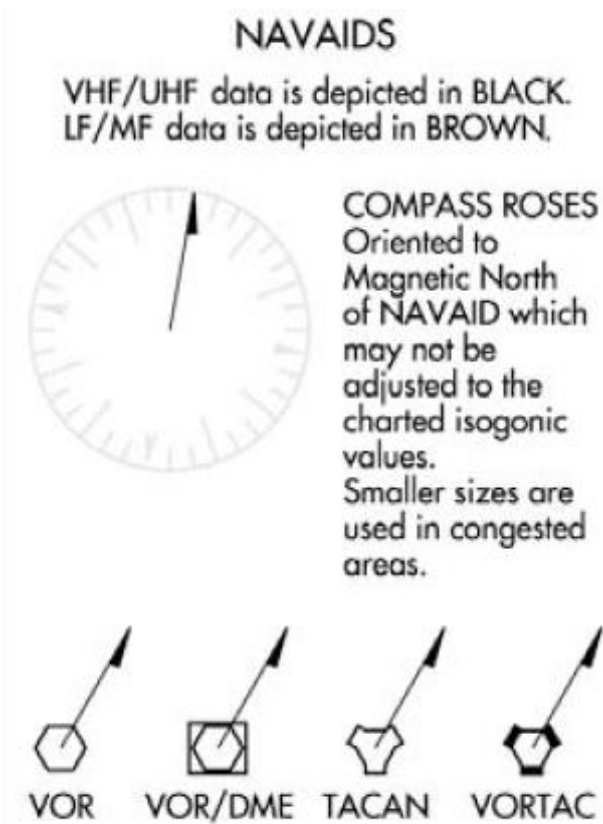 NAVAIDS
VHF/UHF data is depicted in BLACK.
LF/MF data is depicted in BROWN.
COMPASS ROSES
Oriented to
Magnetic North
of NAVAID which
may not be
adjusted to the
charted isogonic
values.
Smaller sizes are
used in congested
areas.
VOR VOR/DME TACAN VORTAC